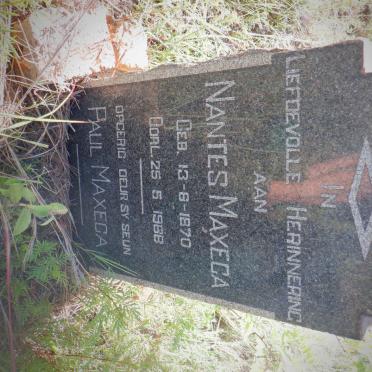 IN
LIEFDEVOLLE HERINNERING
AAN
NANTES MAXEGA
GEB. 13-8-1870
OORL. 25-5-1968
OPGERIG DEUR SY SEUN
PAUL MAXEGA